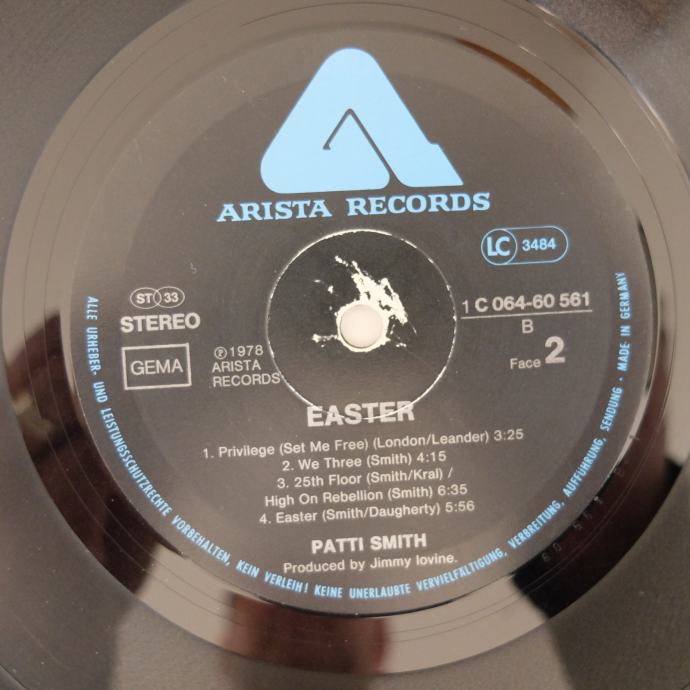 ARISTA RECORDS
LC 3484
ST 33
STEREO
GEMA
℗ 1978
ARISTA
RECORDS
1 C 064-60 561
B
Face 2
EASTER
1. Privilege (Set Me Free) (London/Leander) 3:25
2. We Three (Smith) 4:15
3. 25th Floor (Smith/Kral) /
High On Rebellion (Smith) 6:35
4. Easter (Smith/Daugherty) 5:56
PATTI SMITH
Produced by Jimmy Iovine.
ALLE URHEBER- UND LEISTUNGSSCHUTZRECHTE VORBEHALTEN, KEIN VERLEIH! KEINE UNERLAUBTE VERVIELFÄLTIGUNG, VERBREITUNG, AUFFÜHRUNG, SENDUNG · MADE IN GERMANY